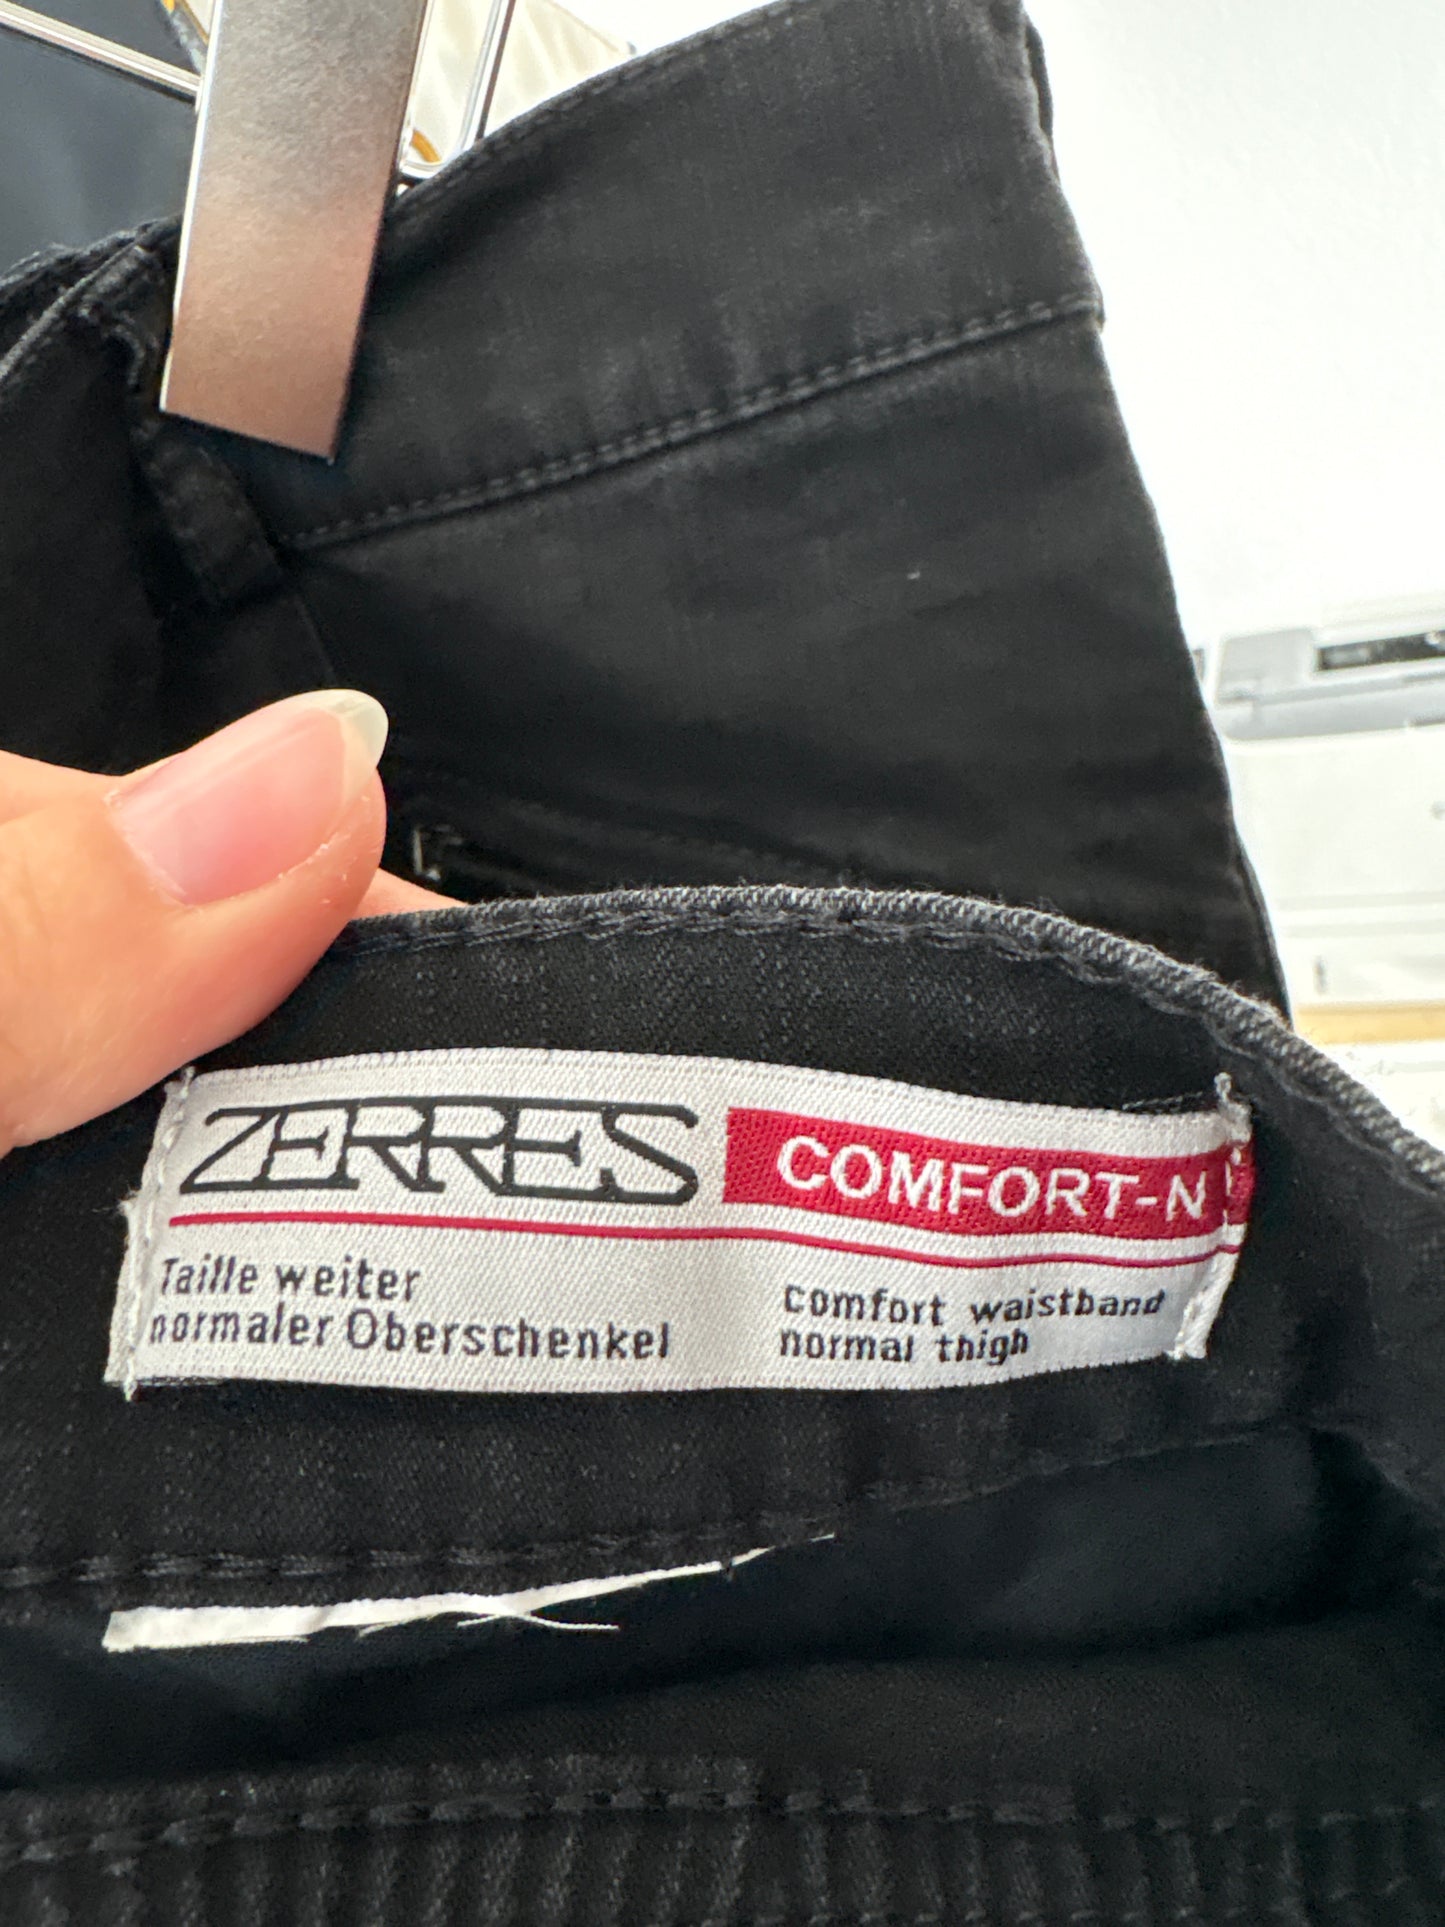 ZERRES COMFORT-N
Taille weiter
normaler Oberschenkel
comfort waistband
normal thigh